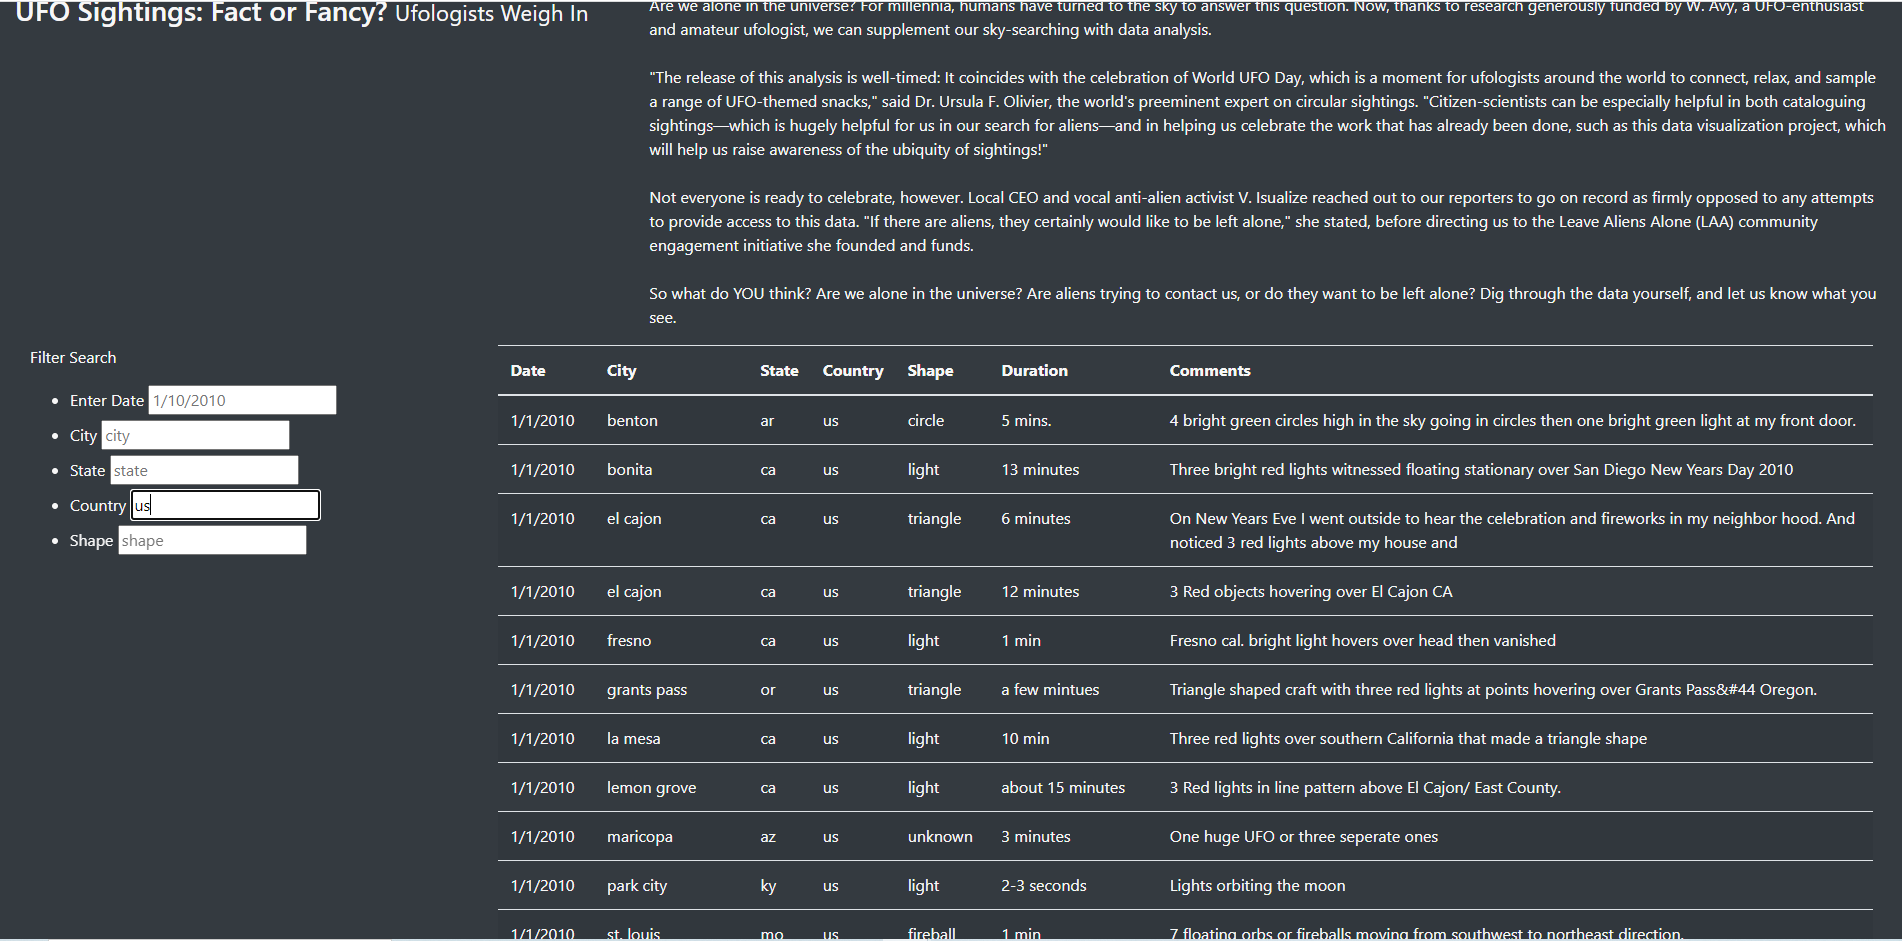 UFO Sightings: Fact or Fancy? Ufologists Weigh In
Are we alone in the universe? For millennia, humans have turned to the sky to answer this question. Now, thanks to research generously funded by W. Avy, a UFO-enthusiast
and amateur ufologist, we can supplement our sky-searching with data analysis.
"The release of this analysis is well-timed: It coincides with the celebration of World UFO Day, which is a moment for ufologists around the world to connect, relax, and sample
a range of UFO-themed snacks," said Dr. Ursula F. Olivier, the world's preeminent expert on circular sightings. "Citizen-scientists can be especially helpful in both cataloguing
sightings—which is hugely helpful for us in our search for aliens—and in helping us celebrate the work that has already been done, such as this data visualization project, which
will help us raise awareness of the ubiquity of sightings!"
Not everyone is ready to celebrate, however. Local CEO and vocal anti-alien activist V. Isualize reached out to our reporters to go on record as firmly opposed to any attempts
to provide access to this data. "If there are aliens, they certainly would like to be left alone," she stated, before directing us to the Leave Aliens Alone (LAA) community
engagement initiative she founded and funds.
So what do YOU think? Are we alone in the universe? Are aliens trying to contact us, or do they want to be left alone? Dig through the data yourself, and let us know what you
see.
Filter Search
Enter Date 1/10/2010
City city
State state
Country us
Shape shape
Date City State Country Shape Duration Comments
1/1/2010 benton ar us circle 5 mins. 4 bright green circles high in the sky going in circles then one bright green light at my front door.
1/1/2010 bonita ca us light 13 minutes Three bright red lights witnessed floating stationary over San Diego New Years Day 2010
1/1/2010 el cajon ca us triangle 6 minutes On New Years Eve I went outside to hear the celebration and fireworks in my neighbor hood. And
noticed 3 red lights above my house and
1/1/2010 el cajon ca us triangle 12 minutes 3 Red objects hovering over El Cajon CA
1/1/2010 fresno ca us light 1 min Fresno cal. bright light hovers over head then vanished
1/1/2010 grants pass or us triangle a few mintues Triangle shaped craft with three red lights at points hovering over Grants Pass&#44 Oregon.
1/1/2010 la mesa ca us light 10 min Three red lights over southern California that made a triangle shape
1/1/2010 lemon grove ca us light about 15 minutes 3 Red lights in line pattern above El Cajon/ East County.
1/1/2010 maricopa az us unknown 3 minutes One huge UFO or three seperate ones
1/1/2010 park city ky us light 2-3 seconds Lights orbiting the moon
1/1/2010 st. louis mo us fireball 1 min 7 floating orbs or fireballs moving from southwest to northeast direction.